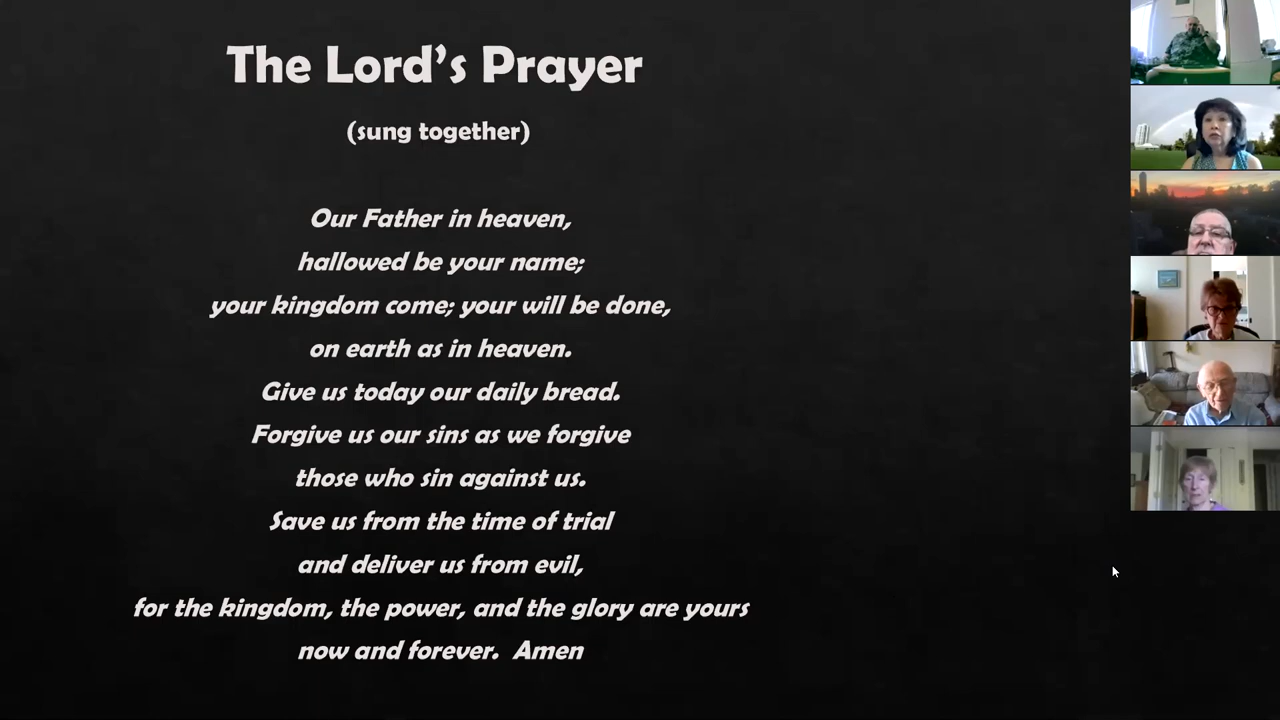 The Lord’s Prayer
(sung together)
Our Father in heaven,
hallowed be your name;
your kingdom come; your will be done,
on earth as in heaven.
Give us today our daily bread.
Forgive us our sins as we forgive
those who sin against us.
Save us from the time of trial
and deliver us from evil,
for the kingdom, the power, and the glory are yours
now and forever.  Amen